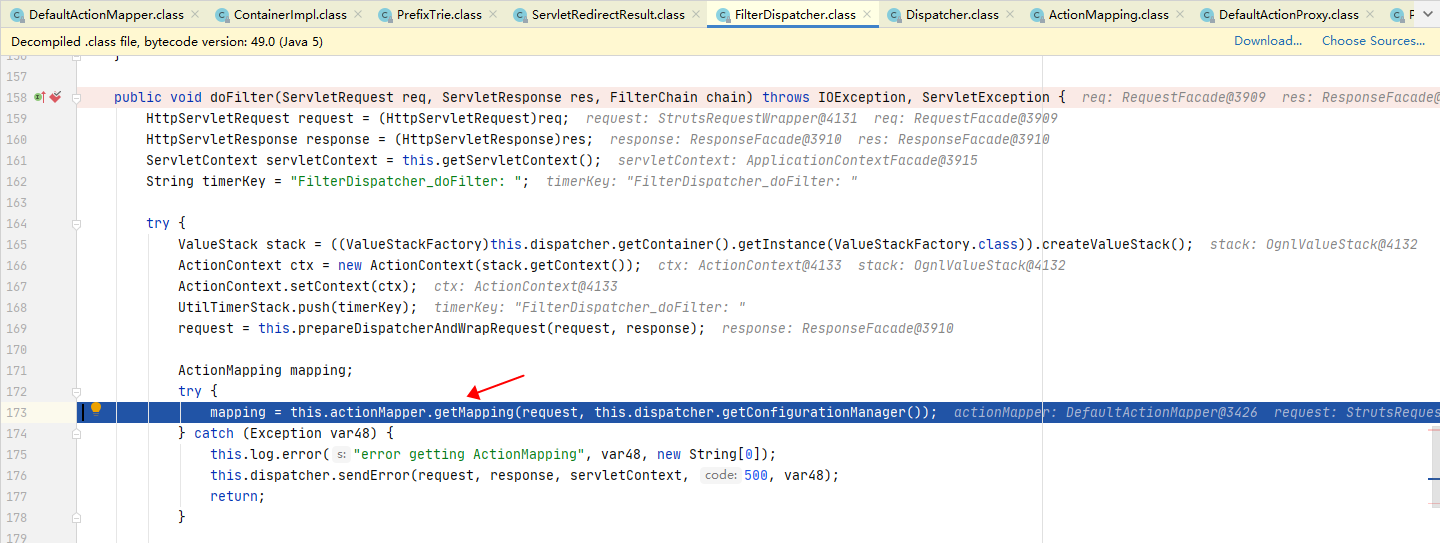 DefaultActionMapper.class ContainerImpl.class PrefixTrie.class ServletRedirectResult.class FilterDispatcher.class Dispatcher.class ActionMapping.class DefaultActionProxy.class
Decompiled .class file, bytecode version: 49.0 (Java 5) Download... Choose Sources...
156 }
157
158 public void doFilter(ServletRequest req, ServletResponse res, FilterChain chain) throws IOException, ServletException { req: RequestFacade@3909 res: ResponseFacade@
159 HttpServletRequest request = (HttpServletRequest)req; request: StrutsRequestWrapper@4131 req: RequestFacade@3909
160 HttpServletResponse response = (HttpServletResponse)res; response: ResponseFacade@3910 res: ResponseFacade@3910
161 ServletContext servletContext = this.getServletContext(); servletContext: ApplicationContextFacade@3915
162 String timerKey = "FilterDispatcher_doFilter: "; timerKey: "FilterDispatcher_doFilter: "
163
164 try {
165 ValueStack stack = ((ValueStackFactory)this.dispatcher.getContainer().getInstance(ValueStackFactory.class)).createValueStack(); stack: OgnlValueStack@4132
166 ActionContext ctx = new ActionContext(stack.getContext()); ctx: ActionContext@4133 stack: OgnlValueStack@4132
167 ActionContext.setContext(ctx); ctx: ActionContext@4133
168 UtilTimerStack.push(timerKey); timerKey: "FilterDispatcher_doFilter: "
169 request = this.prepareDispatcherAndWrapRequest(request, response); response: ResponseFacade@3910
170
171 ActionMapping mapping;
172 try {
173 mapping = this.actionMapper.getMapping(request, this.dispatcher.getConfigurationManager()); actionMapper: DefaultActionMapper@3426 request: StrutsReques
174 } catch (Exception var48) {
175 this.log.error( s: "error getting ActionMapping", var48, new String[0]);
176 this.dispatcher.sendError(request, response, servletContext, code: 500, var48);
177 return;
178 }
179